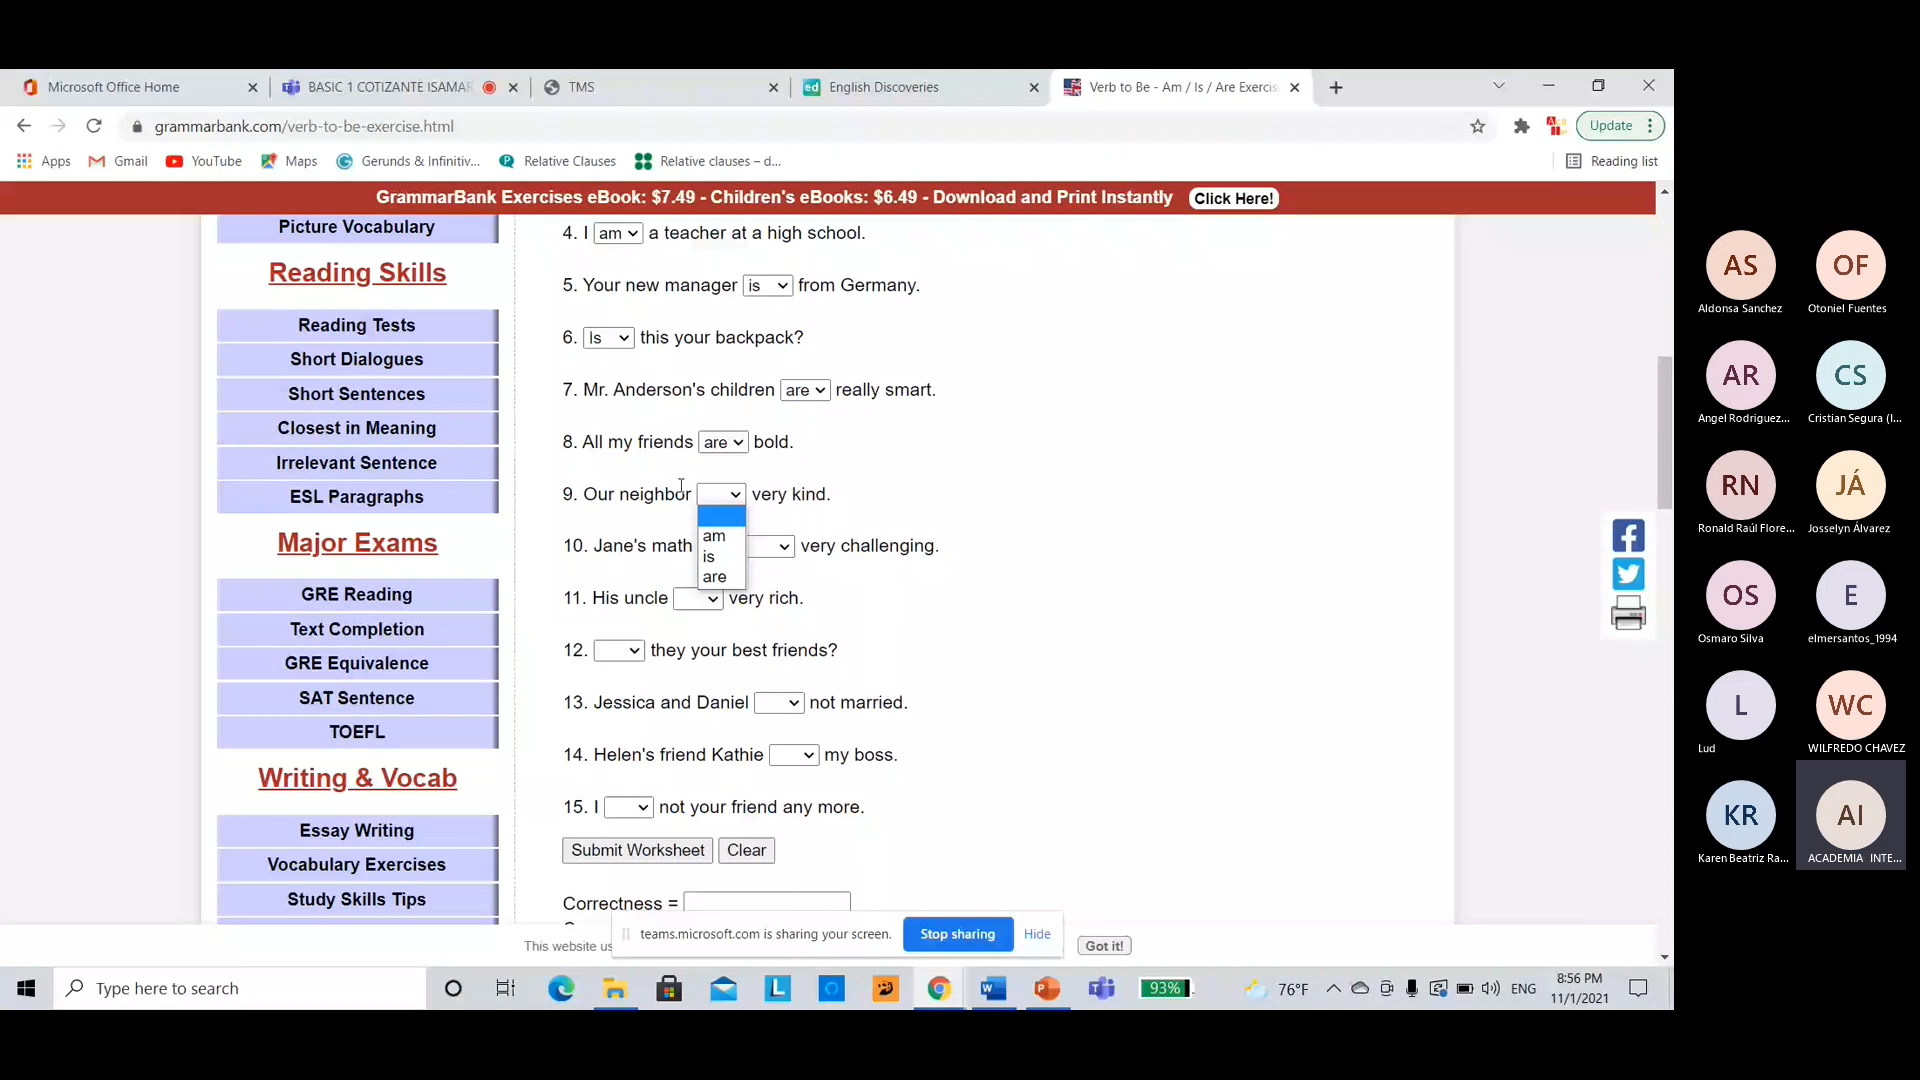 Microsoft Office Home
BASIC 1 COTIZANTE ISAMAR
TMS
ed English Discoveries
Verb to Be - Am / Is / Are Exercis
grammarbank.com/verb-to-be-exercise.html
Update
Apps
Gmail
YouTube
Maps
Gerunds & Infinitiv...
Relative Clauses
Relative clauses – d...
Reading list
GrammarBank Exercises eBook: $7.49 - Children's eBooks: $6.49 - Download and Print Instantly Click Here!
Picture Vocabulary
Reading Skills
Reading Tests
Short Dialogues
Short Sentences
Closest in Meaning
Irrelevant Sentence
ESL Paragraphs
Major Exams
GRE Reading
Text Completion
GRE Equivalence
SAT Sentence
TOEFL
Writing & Vocab
Essay Writing
Vocabulary Exercises
Study Skills Tips
4. I am a teacher at a high school.
5. Your new manager is from Germany.
6. Is this your backpack?
7. Mr. Anderson's children are really smart.
8. All my friends are bold.
9. Our neighbor very kind.
am
is
are
10. Jane's math very challenging.
11. His uncle very rich.
12. they your best friends?
13. Jessica and Daniel not married.
14. Helen's friend Kathie my boss.
15. I not your friend any more.
Submit Worksheet Clear
Correctness =
This website us
teams.microsoft.com is sharing your screen. Stop sharing Hide
Got it!
Type here to search
93%
76°F
ENG
8:56 PM
11/1/2021
AS
Aldonsa Sanchez
OF
Otoniel Fuentes
AR
Angel Rodriguez...
CS
Cristian Segura (I...
RN
Ronald Raúl Flore...
JÁ
Josselyn Álvarez
OS
Osmaro Silva
E
elmersantos_1994
L
Lud
WC
WILFREDO CHAVEZ
KR
Karen Beatriz Ra...
AI
ACADEMIA INTE...